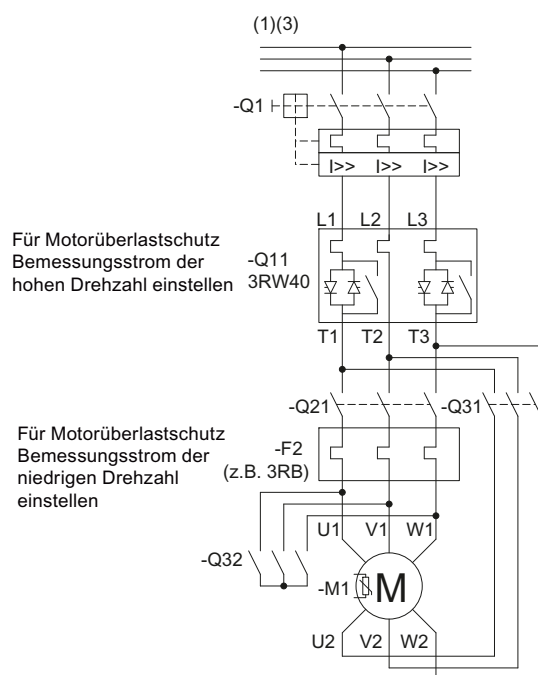 (1)(3)
-Q1
I>> I>> I>>
L1 L2 L3
Für Motorüberlastschutz
Bemessungsstrom der
hohen Drehzahl einstellen
-Q11
3RW40
T1 T2 T3
-Q21
-Q31
Für Motorüberlastschutz
Bemessungsstrom der
niedrigen Drehzahl
einstellen
-F2
(z.B. 3RB)
U1 V1 W1
-Q32
-M1
M
U2 V2 W2